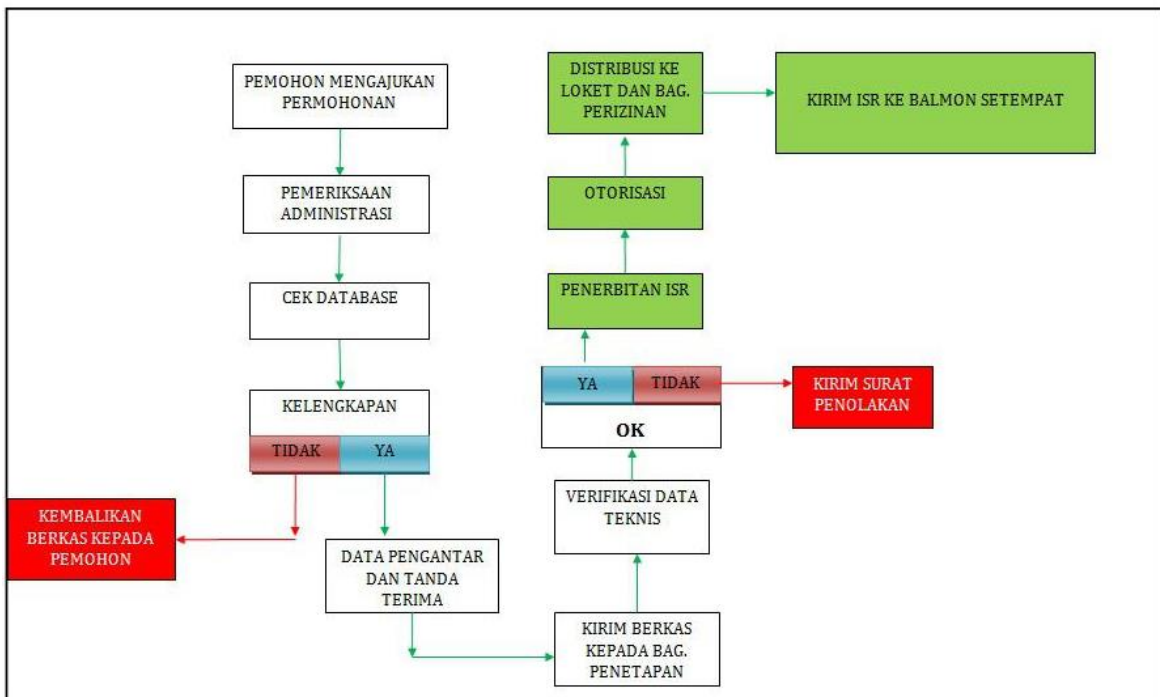 PEMOHON MENGAJUKAN
PERMOHONAN
PEMERIKSAAN
ADMINISTRASI
CEK DATABASE
KELENGKAPAN
TIDAK
YA
KEMBALIKAN
BERKAS KEPADA
PEMOHON
DATA PENGANTAR
DAN TANDA
TERIMA
KIRIM BERKAS
KEPADA BAG.
PENETAPAN
VERIFIKASI DATA
TEKNIS
OK
YA
TIDAK
KIRIM SURAT
PENOLAKAN
PENERBITAN ISR
OTORISASI
DISTRIBUSI KE
LOKET DAN BAG.
PERIZINAN
KIRIM ISR KE BALMON SETEMPAT